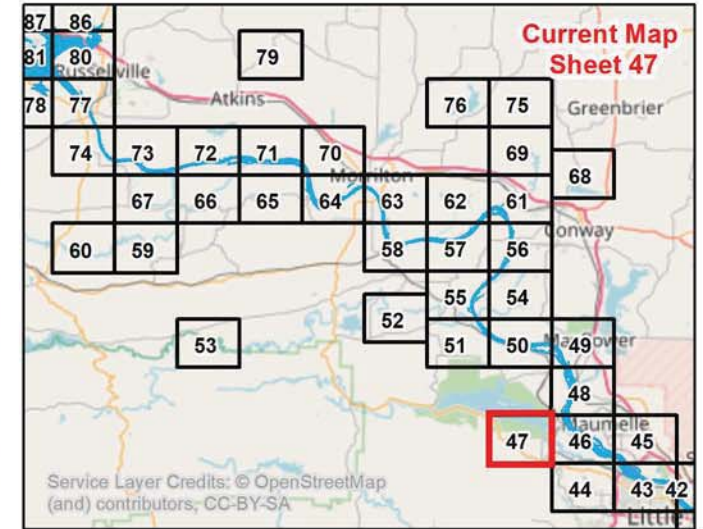 87 86
Current Map
Sheet 47
81 80
Russellville
79
78 77
Atkins
76 75
Greenbrier
74 73 72 71 70
69
Morrilton
68
67 66 65 64 63 62 61
Conway
60 59
58 57 56
55 54
52
53
51 50 49
48
47
Maumelle
46 45
Service Layer Credits: © OpenStreetMap
(and) contributors, CC-BY-SA
44 43 42
Little